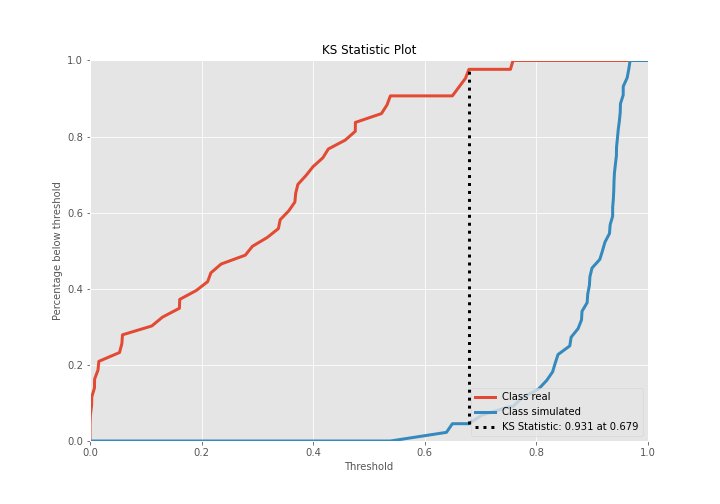 KS Statistic Plot
1.0
0.8
0.6
0.4
0.2
0.0
Percentage below threshold
0.0 0.2 0.4 0.6 0.8 1.0
Threshold
Class real
Class simulated
KS Statistic: 0.931 at 0.679